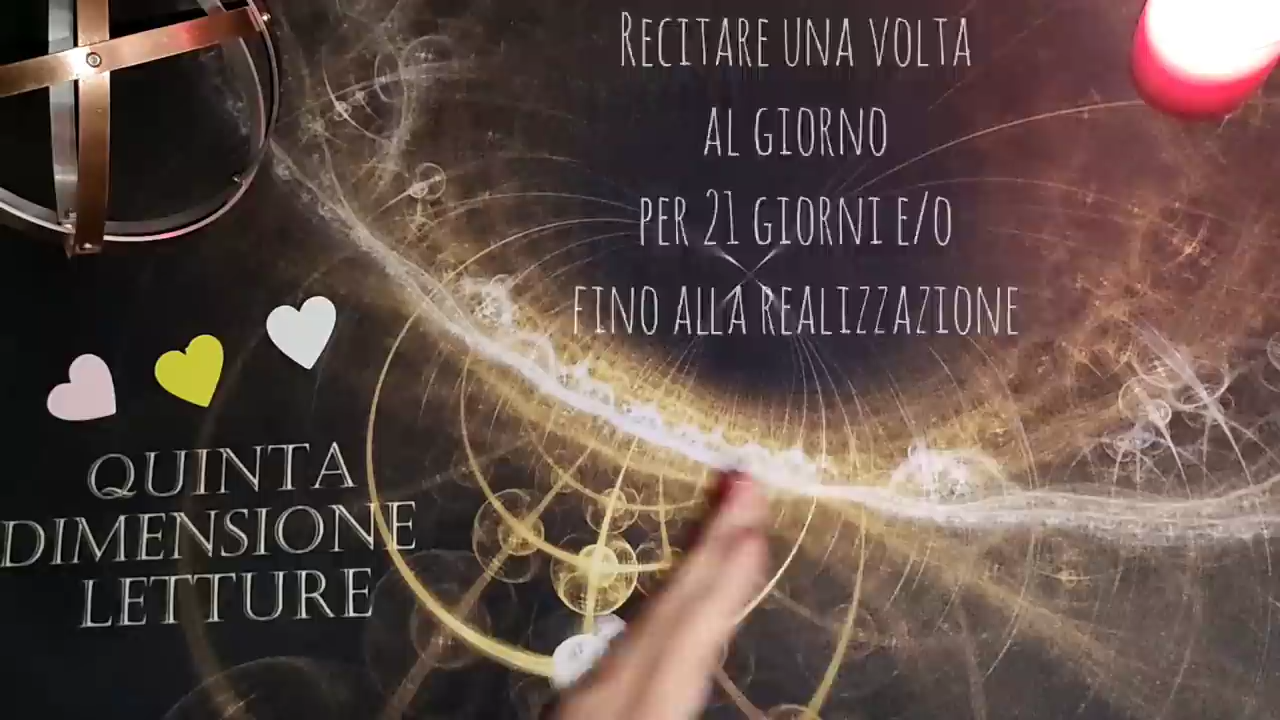 RECITARE UNA VOLTA
AL GIORNO
PER 21 GIORNI E/O
FINO ALLA REALIZZAZIONE
QUINTA
DIMENSIONE
LETTURE